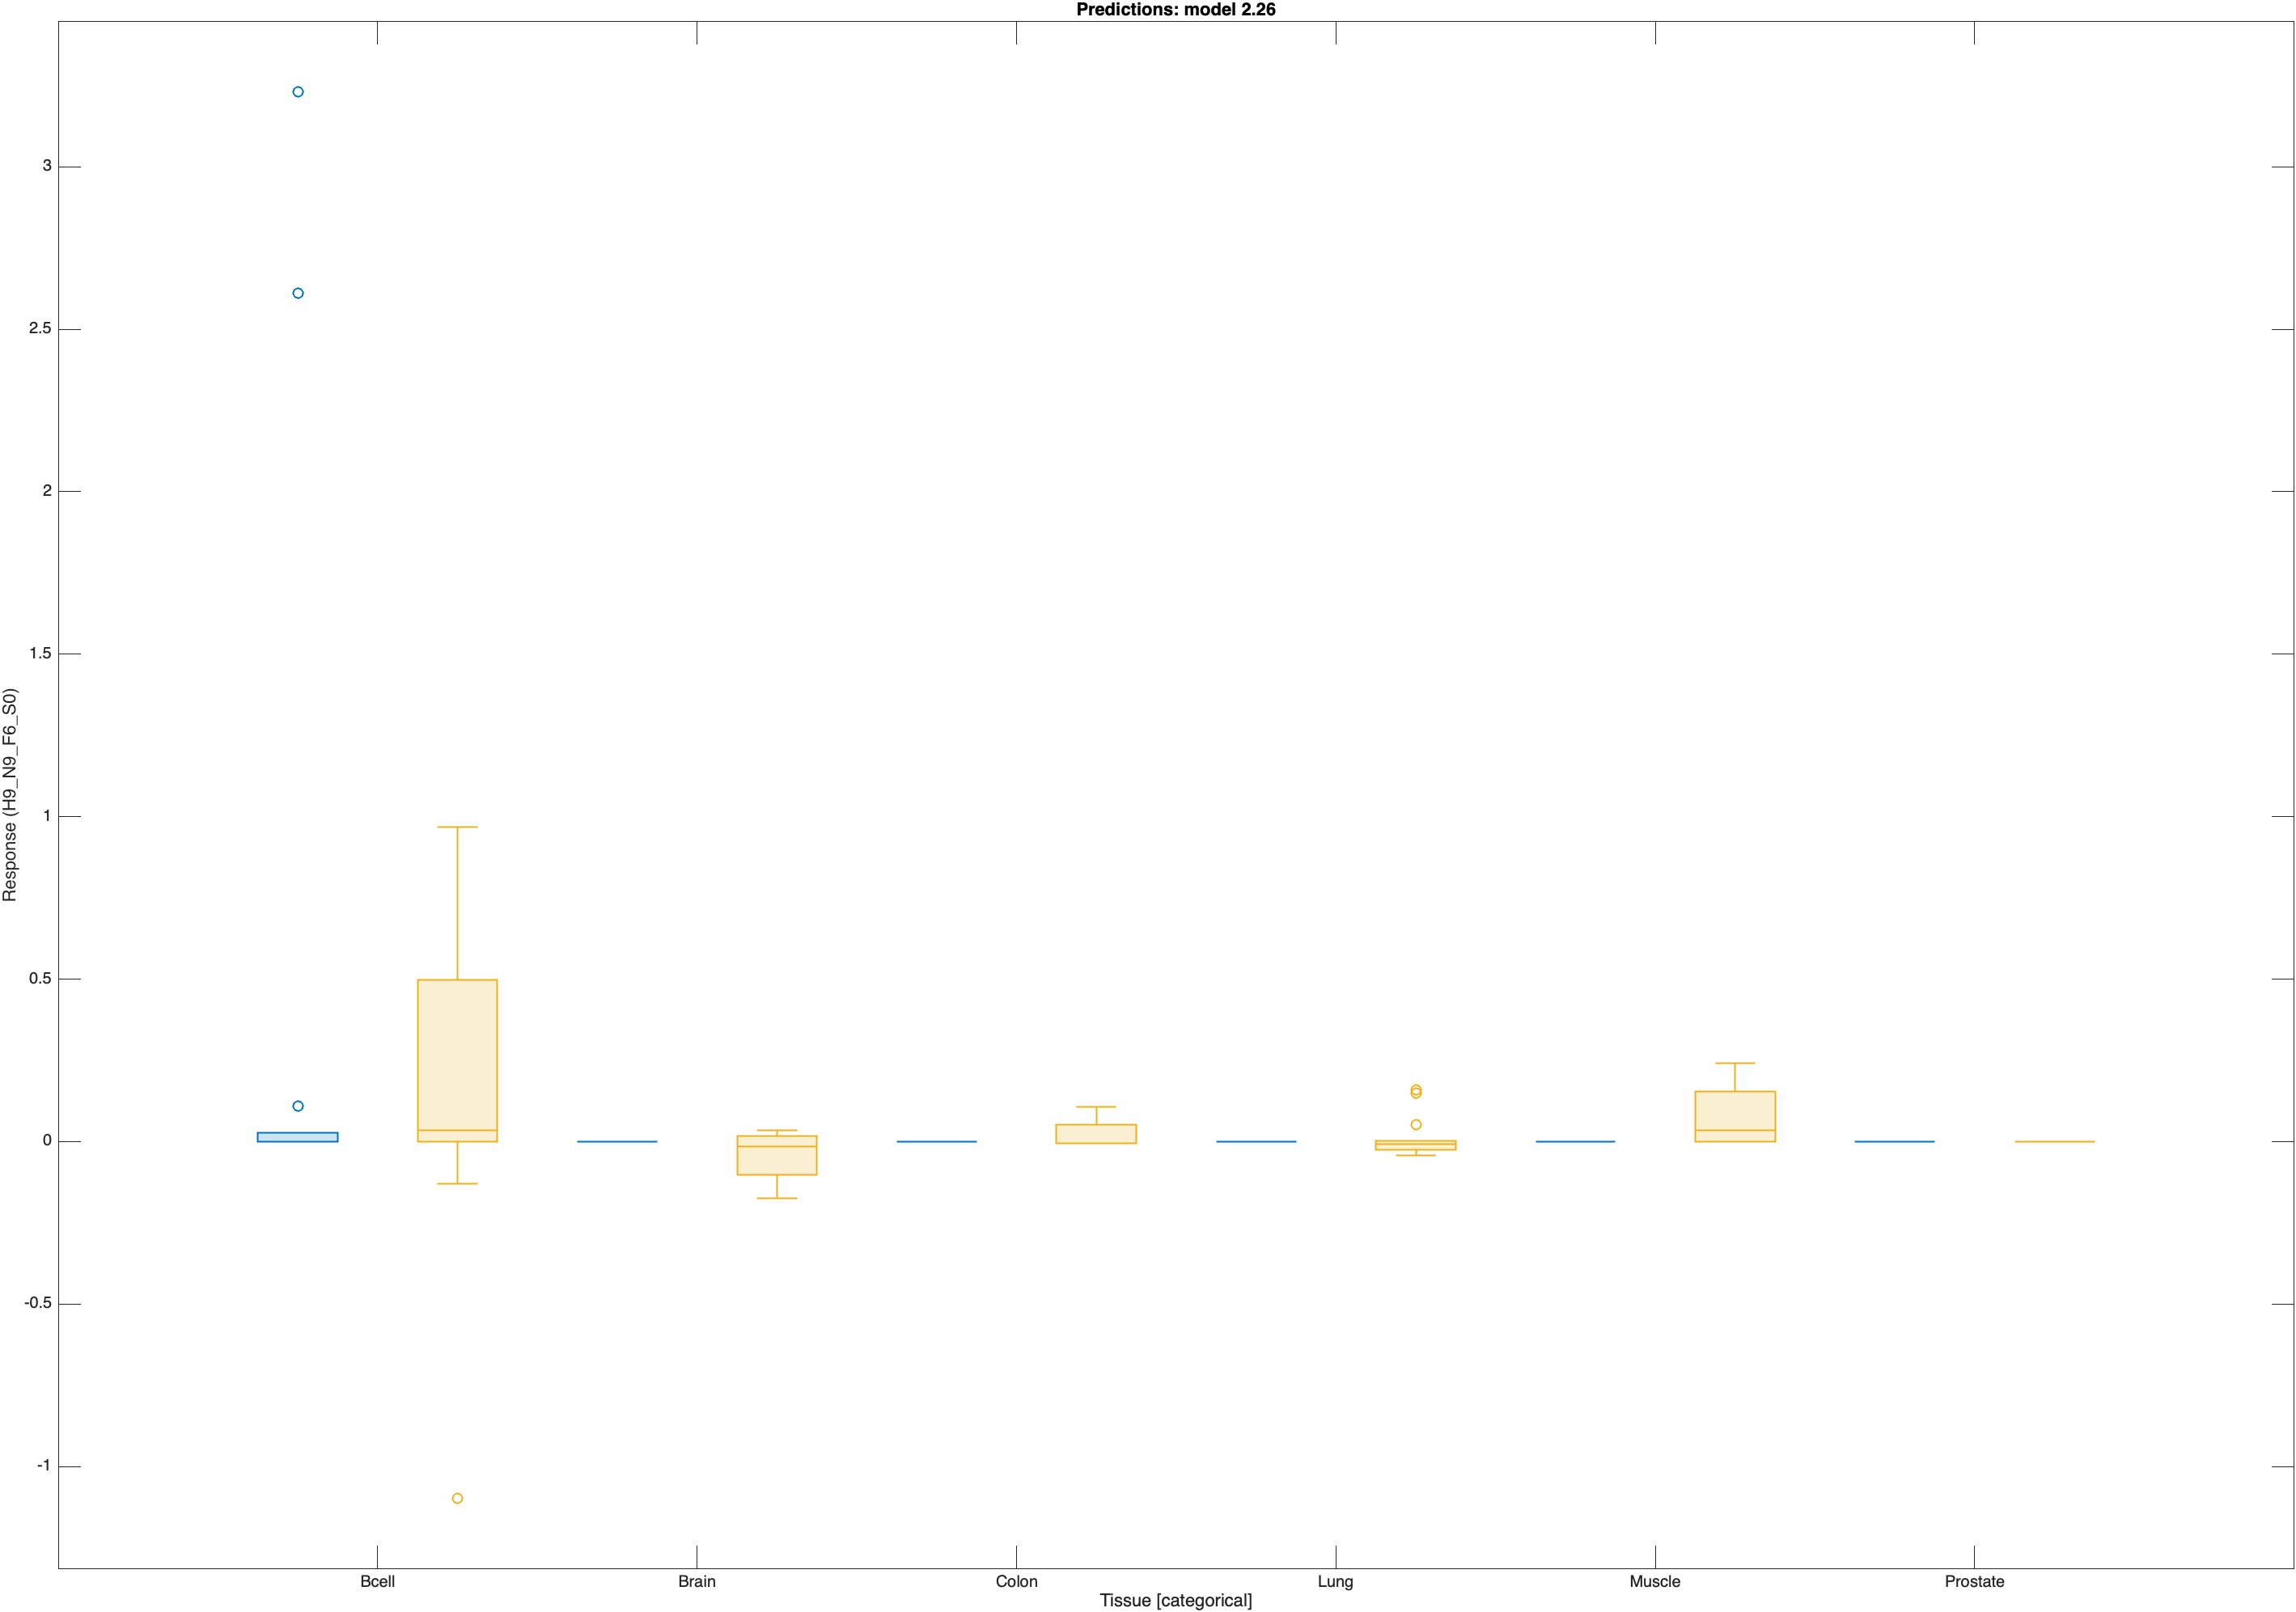 Predictions: model 2.26
Response (H9_N9_F6_S0)
3
2.5
2
1.5
1
0.5
0
-0.5
-1
Bcell Brain Colon Lung Muscle Prostate
Tissue [categorical]